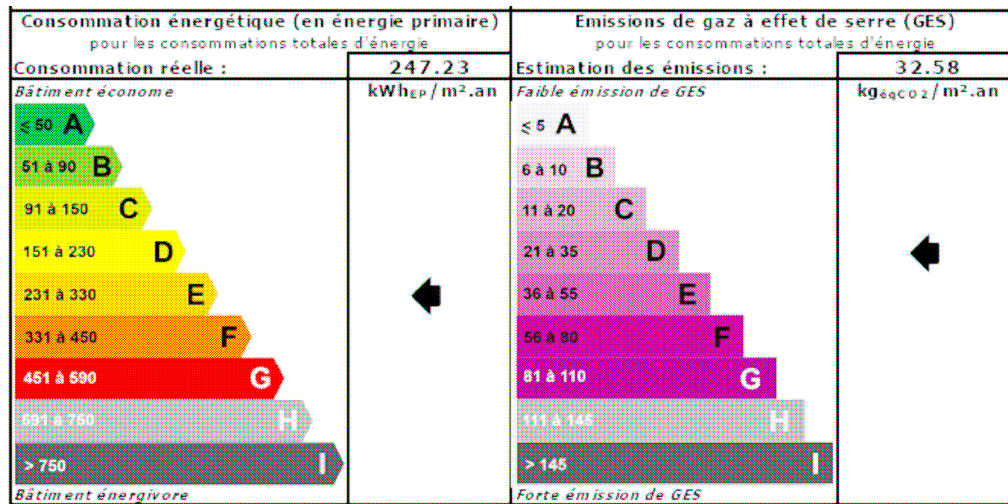 Consommation énergétique (en énergie primaire)
pour les consommations totales d'énergie
Consommation réelle : 247.23
Bâtiment économe kWhEP/m².an
≤ 50 A
51 à 90 B
91 à 150 C
151 à 230 D
231 à 330 E
331 à 450 F
451 à 590 G
591 à 750 H
> 750 I
Bâtiment énergivore
Emissions de gaz à effet de serre (GES)
pour les consommations totales d'énergie
Estimation des émissions : 32.58
Faible émission de GES kgéqCO2/m².an
≤ 5 A
6 à 10 B
11 à 20 C
21 à 35 D
36 à 55 E
56 à 80 F
81 à 110 G
111 à 145 H
> 145 I
Forte émission de GES